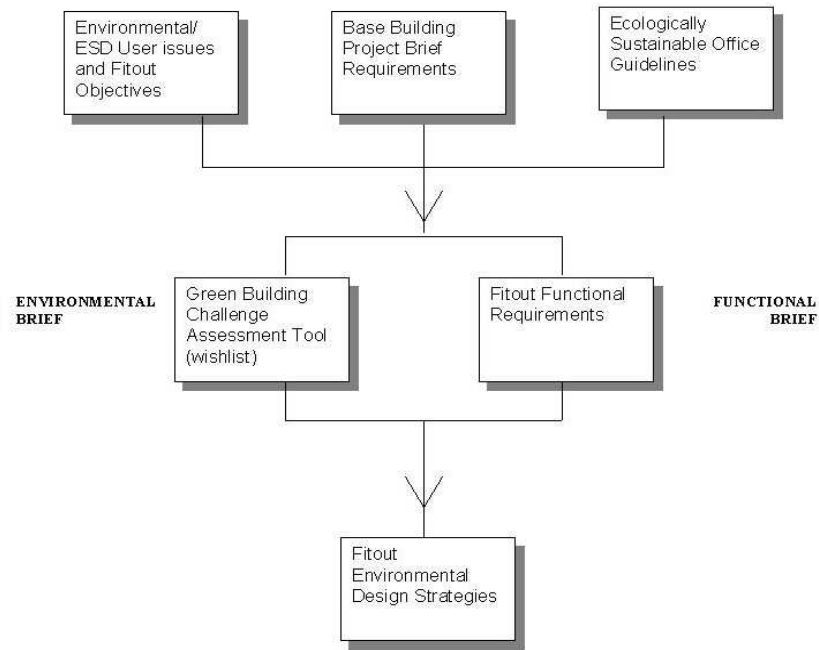 Environmental/
ESD User issues
and Fitout
Objectives
Base Building
Project Brief
Requirements
Ecologically
Sustainable Office
Guidelines
ENVIRONMENTAL
BRIEF
Green Building
Challenge
Assessment Tool
(wishlist)
Fitout Functional
Requirements
FUNCTIONAL
BRIEF
Fitout
Environmental
Design Strategies